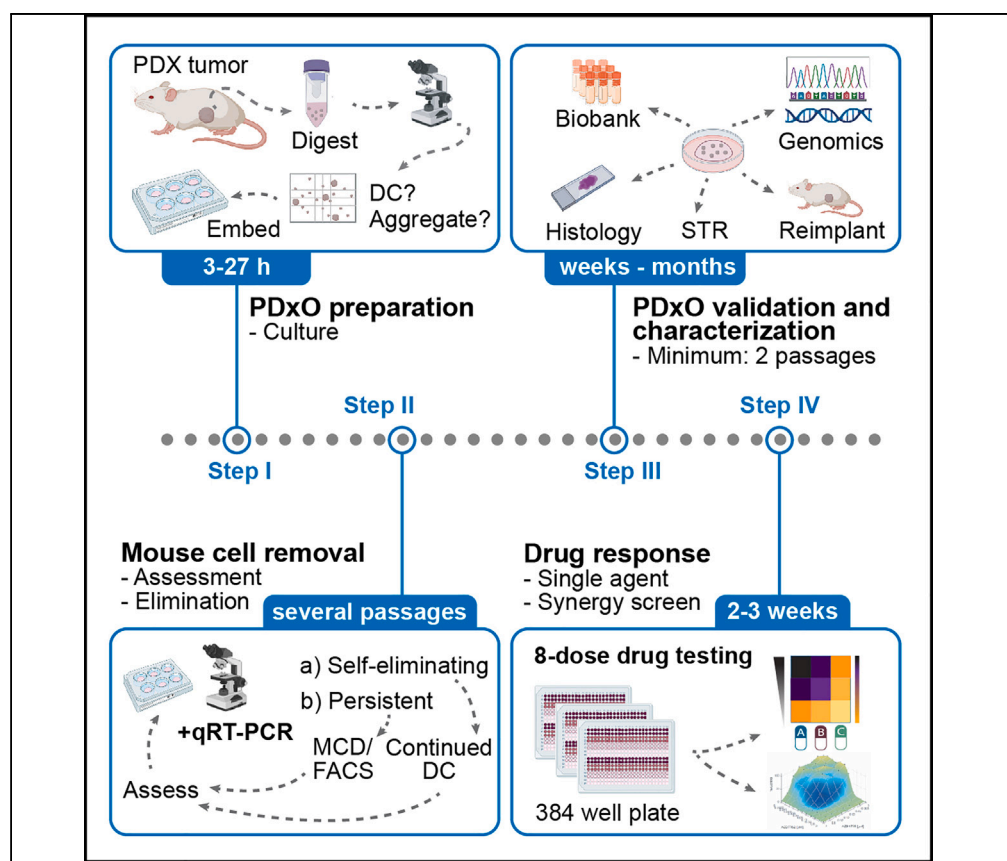 PDX tumor
Digest
DC?
Aggregate?
Embed
3-27 h
PDxO preparation
- Culture
Biobank
Genomics
Histology
STR
Reimplant
weeks - months
PDxO validation and
characterization
- Minimum: 2 passages
Step II
Step IV
Step I
Step III
Mouse cell removal
- Assessment
- Elimination
several passages
a) Self-eliminating
b) Persistent
+qRT-PCR
MCD/
FACS
Continued
DC
Assess
Drug response
- Single agent
- Synergy screen
2-3 weeks
8-dose drug testing
384 well plate
A
B
C